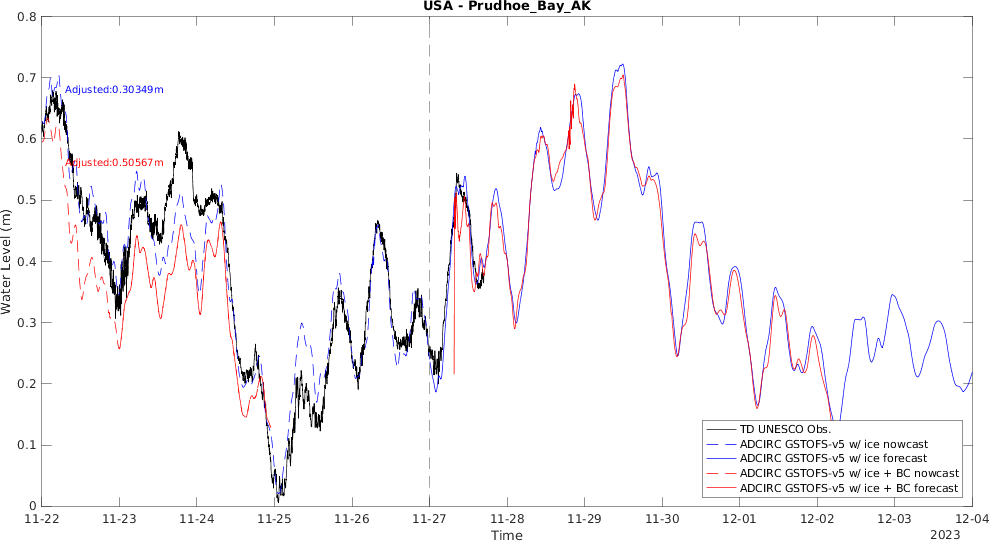 USA - Prudhoe_Bay_AK
0.8
0.7
0.6
0.5
0.4
0.3
0.2
0.1
0
Water Level (m)
Adjusted:0.30349m
Adjusted:0.50567m
TD UNESCO Obs.
ADCIRC GSTOFS-v5 w/ ice nowcast
ADCIRC GSTOFS-v5 w/ ice forecast
ADCIRC GSTOFS-v5 w/ ice + BC nowcast
ADCIRC GSTOFS-v5 w/ ice + BC forecast
11-22 11-23 11-24 11-25 11-26 11-27 11-28 11-29 11-30 12-01 12-02 12-03 12-04
Time
2023